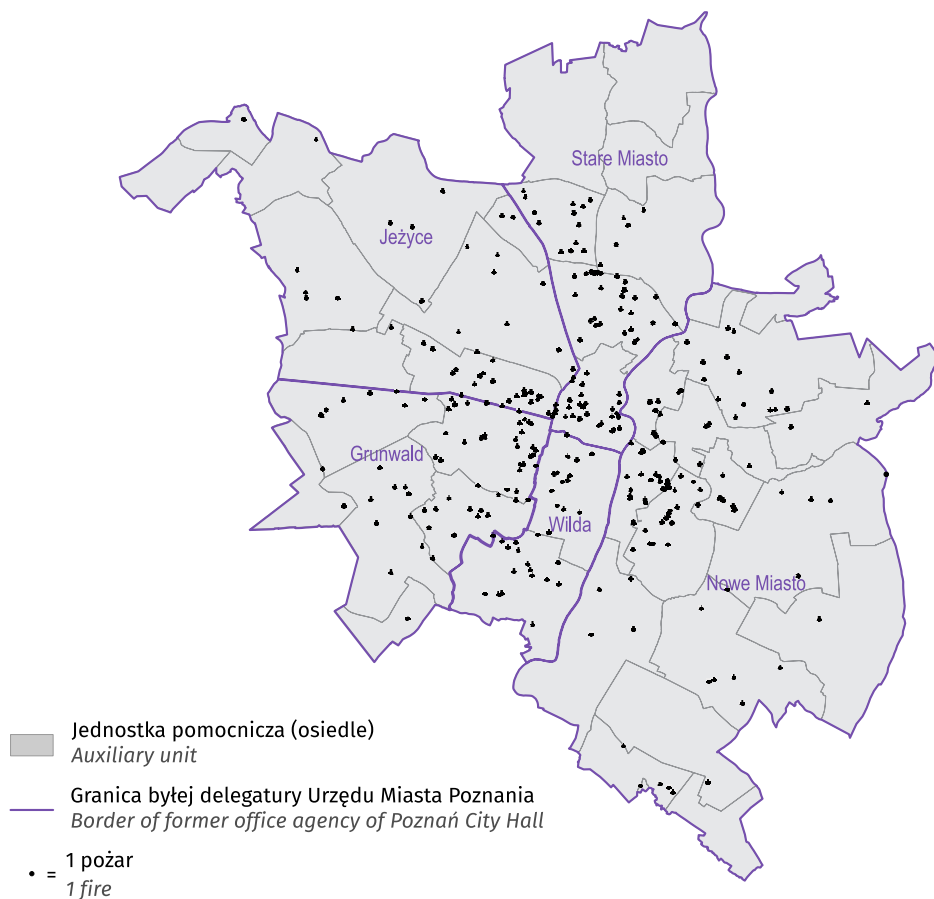 Stare Miasto
Jeżyce
Grunwald
Wilda
Nowe Miasto
Jednostka pomocnicza (osiedle)
Auxiliary unit
Granica byłej delegatury Urzędu Miasta Poznania
Border of former office agency of Poznań City Hall
= 1 pożar
1 fire